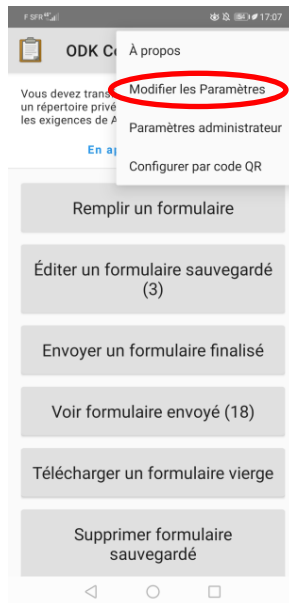 F SFR 17:07
ODK Co
À propos
Modifier les Paramètres
Paramètres administrateur
Configurer par code QR
Vous devez trans
un répertoire privé
les exigences de A
En ap
Remplir un formulaire
Éditer un formulaire sauvegardé
(3)
Envoyer un formulaire finalisé
Voir formulaire envoyé (18)
Télécharger un formulaire vierge
Supprimer formulaire
sauvegardé